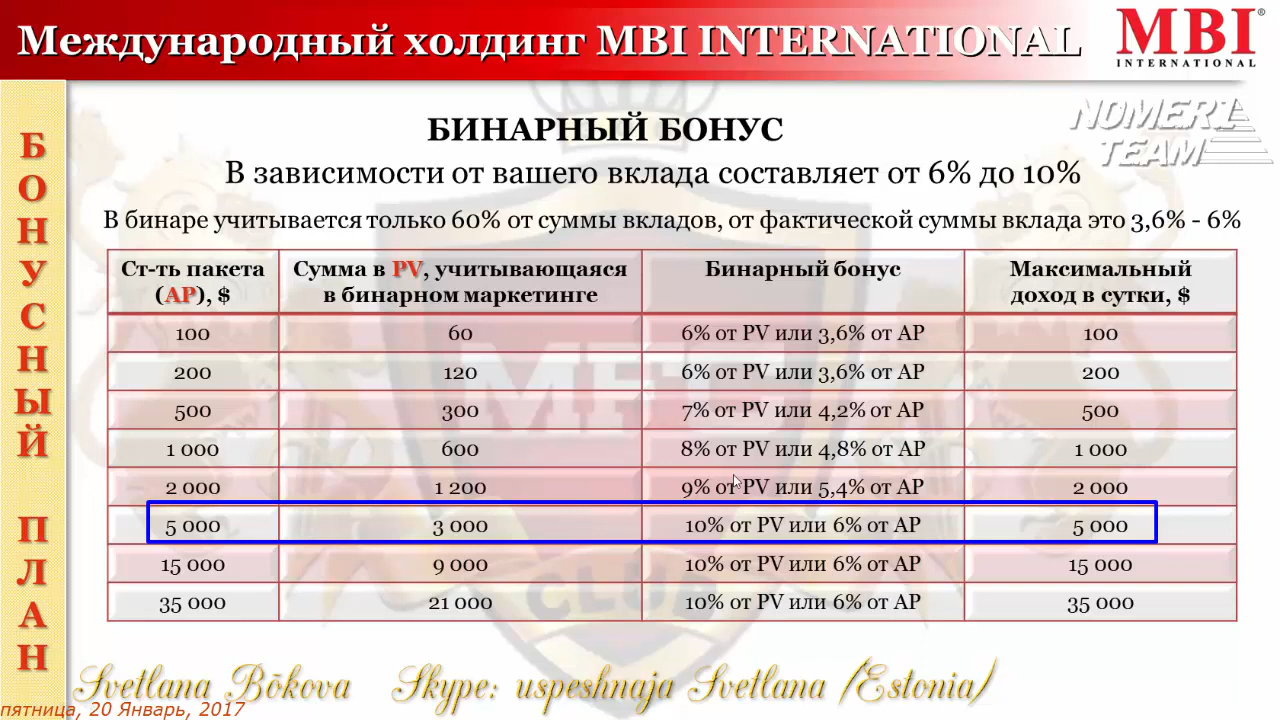 Международный холдинг MBI INTERNATIONAL
MBI®
INTERNATIONAL
NOMER1
TEAM
БОНУСНЫЙ ПЛАН
БИНАРНЫЙ БОНУС
В зависимости от вашего вклада составляет от 6% до 10%
В бинаре учитывается только 60% от суммы вкладов, от фактической суммы вклада это 3,6% - 6%
Ст-ть пакета (AP), $ Сумма в PV, учитывающаяся в бинарном маркетинге Бинарный бонус Максимальный доход в сутки, $
100 60 6% от PV или 3,6% от AP 100
200 120 6% от PV или 3,6% от AP 200
500 300 7% от PV или 4,2% от AP 500
1 000 600 8% от PV или 4,8% от AP 1 000
2 000 1 200 9% от PV или 5,4% от AP 2 000
5 000 3 000 10% от PV или 6% от AP 5 000
15 000 9 000 10% от PV или 6% от AP 15 000
35 000 21 000 10% от PV или 6% от AP 35 000
CLUB
Svetlana Bõkova Skype: uspeshnaja Svetlana (Estonia)
пятница, 20 Январь, 2017